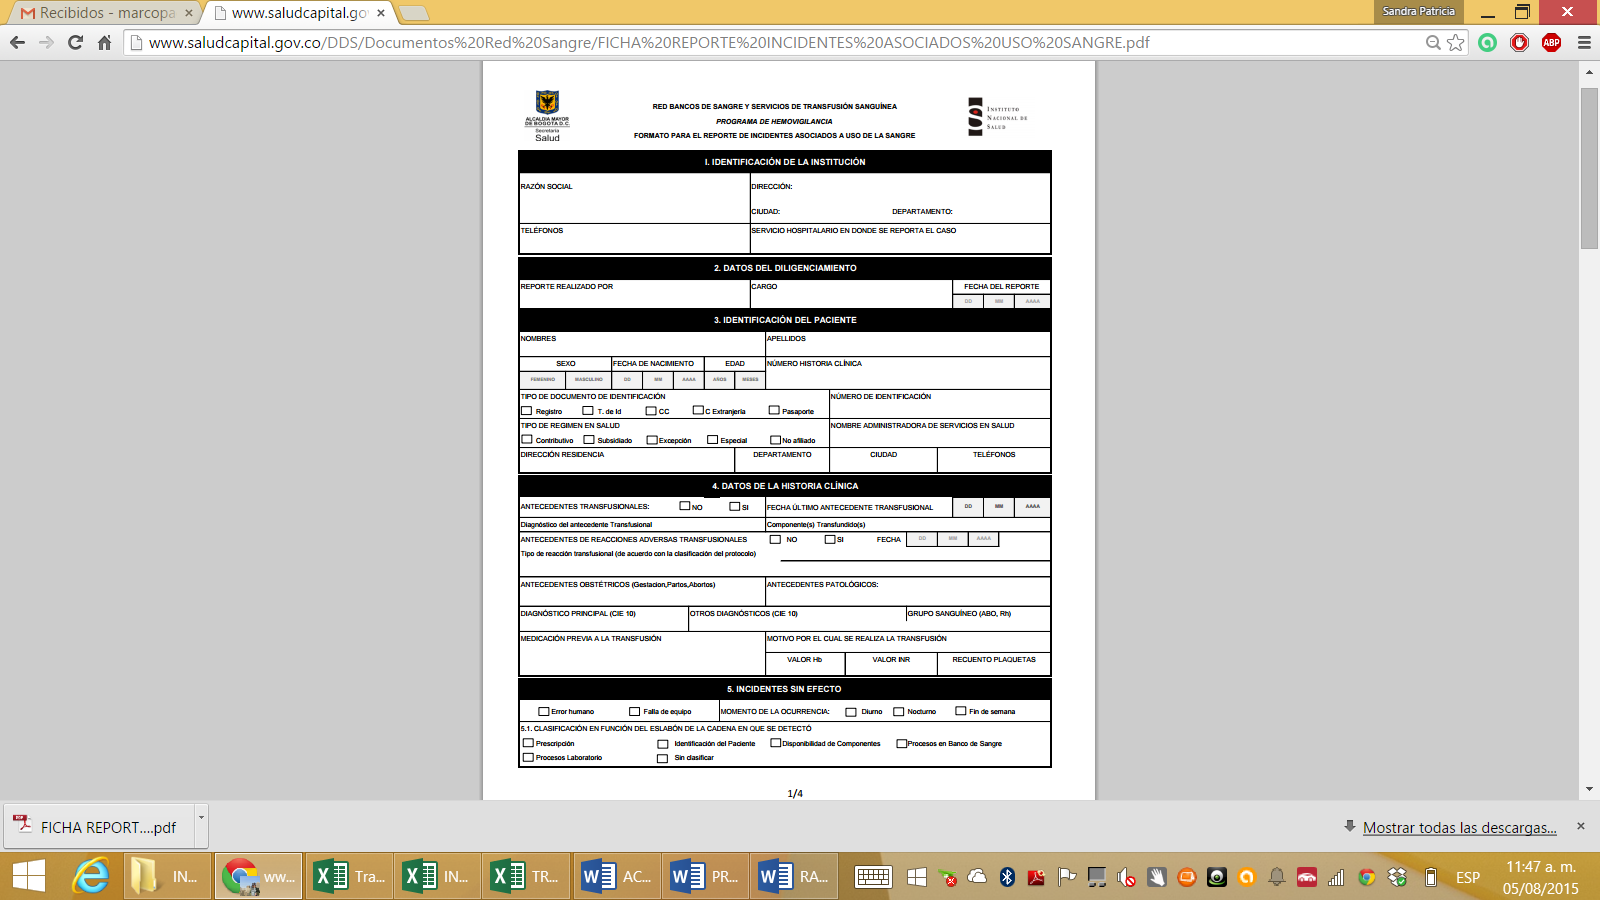 Recibidos - marcopa
www.saludcapital.go
Sandra Patricia
www.saludcapital.gov.co/DDS/Documentos%20Red%20Sangre/FICHA%20REPORTE%20INCIDENTES%20ASOCIADOS%20USO%20SANGRE.pdf
ABP
ALCALDIA MAYOR
DE BOGOTA D.C.
Secretaria
Salud
RED BANCOS DE SANGRE Y SERVICIOS DE TRANSFUSIÓN SANGUÍNEA
PROGRAMA DE HEMOVIGILANCIA
FORMATO PARA EL REPORTE DE INCIDENTES ASOCIADOS A USO DE LA SANGRE
INSTITUTO
NACIONAL DE
SALUD
I. IDENTIFICACIÓN DE LA INSTITUCIÓN
RAZÓN SOCIAL DIRECCIÓN:
CIUDAD: DEPARTAMENTO:
TELÉFONOS SERVICIO HOSPITALARIO EN DONDE SE REPORTA EL CASO
2. DATOS DEL DILIGENCIAMIENTO
REPORTE REALIZADO POR CARGO FECHA DEL REPORTE
DD MM AAAA
3. IDENTIFICACIÓN DEL PACIENTE
NOMBRES APELLIDOS
SEXO FECHA DE NACIMIENTO EDAD NÚMERO HISTORIA CLÍNICA
FEMENINO MASCULINO DD MM AAAA AÑOS MESES
TIPO DE DOCUMENTO DE IDENTIFICACIÓN NÚMERO DE IDENTIFICACIÓN
Registro T. de Id CC C Extranjería Pasaporte
TIPO DE REGIMEN EN SALUD NOMBRE ADMINISTRADORA DE SERVICIOS EN SALUD
Contributivo Subsidiado Excepción Especial No afiliado
DIRECCIÓN RESIDENCIA DEPARTAMENTO CIUDAD TELÉFONOS
4. DATOS DE LA HISTORIA CLÍNICA
ANTECEDENTES TRANSFUSIONALES: NO SI FECHA ÚLTIMO ANTECEDENTE TRANSFUSIONAL DD MM AAAA
Diagnóstico del antecedente Transfusional Componente(s) Transfundido(s)
ANTECEDENTES DE REACCIONES ADVERSAS TRANSFUSIONALES NO SI FECHA DD MM AAAA
Tipo de reacción transfusional (de acuerdo con la clasificación del protocolo)
ANTECEDENTES OBSTÉTRICOS (Gestacion,Partos,Abortos) ANTECEDENTES PATOLÓGICOS:
DIAGNÓSTICO PRINCIPAL (CIE 10) OTROS DIAGNÓSTICOS (CIE 10) GRUPO SANGUÍNEO (ABO, Rh)
MEDICACIÓN PREVIA A LA TRANSFUSIÓN MOTIVO POR EL CUAL SE REALIZA LA TRANSFUSIÓN
VALOR Hb VALOR INR RECUENTO PLAQUETAS
5. INCIDENTES SIN EFECTO
Error humano Falla de equipo MOMENTO DE LA OCURRENCIA: Diurno Nocturno Fin de semana
5.1. CLASIFICACIÓN EN FUNCIÓN DEL ESLABÓN DE LA CADENA EN QUE SE DETECTÓ
Prescripción Identificación del Paciente Disponibilidad de Componentes Procesos en Banco de Sangre
Procesos Laboratorio Sin clasificar
1/4
FICHA REPORT....pdf
Mostrar todas las descargas...
IN...
ww...
Tra...
IN...
TR...
AC...
PR...
RA...
ESP
11:47 a. m.
05/08/2015